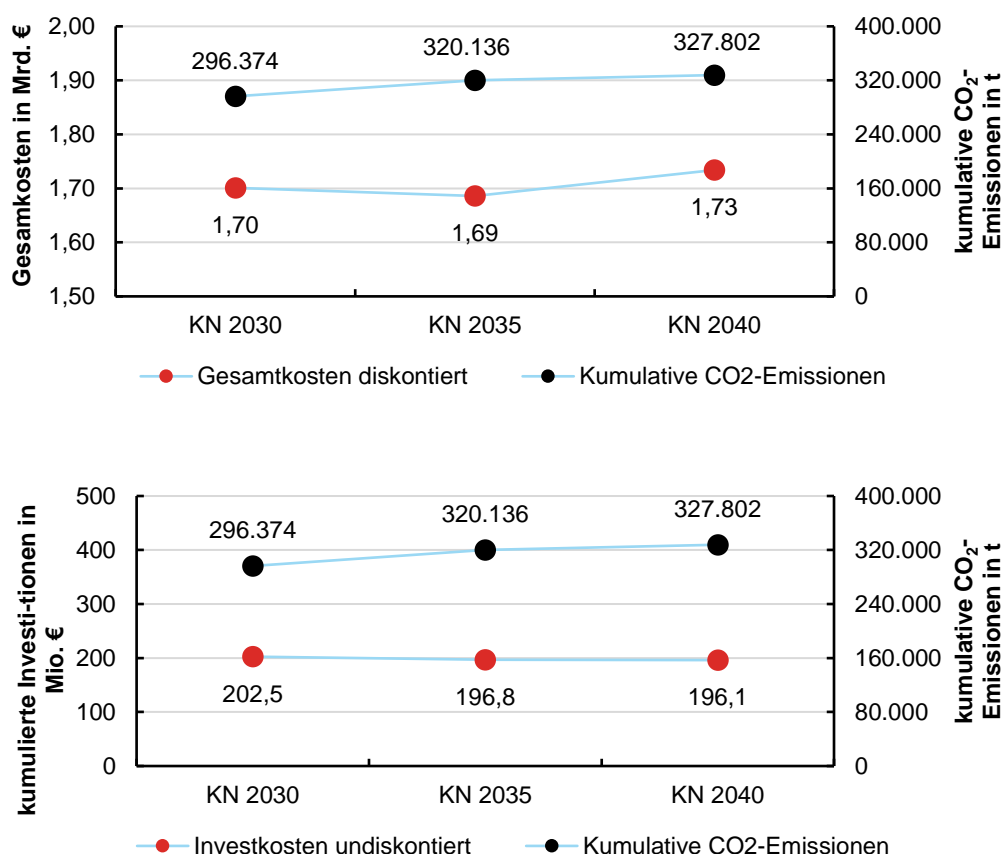 Gesamkosten in Mrd. €
2,00
1,90
1,80
1,70
1,60
1,50
296.374
320.136
327.802
1,70
1,69
1,73
400.000
320.000
240.000
160.000
80.000
0
kumulative CO₂-
Emissionen in t
KN 2030
KN 2035
KN 2040
Gesamtkosten diskontiert
Kumulative CO2-Emissionen
kumulierte Investi-tionen in
Mio. €
500
400
300
200
100
0
296.374
320.136
327.802
202,5
196,8
196,1
400.000
320.000
240.000
160.000
80.000
0
kumulative CO₂-
Emissionen in t
KN 2030
KN 2035
KN 2040
Investkosten undiskontiert
Kumulative CO2-Emissionen